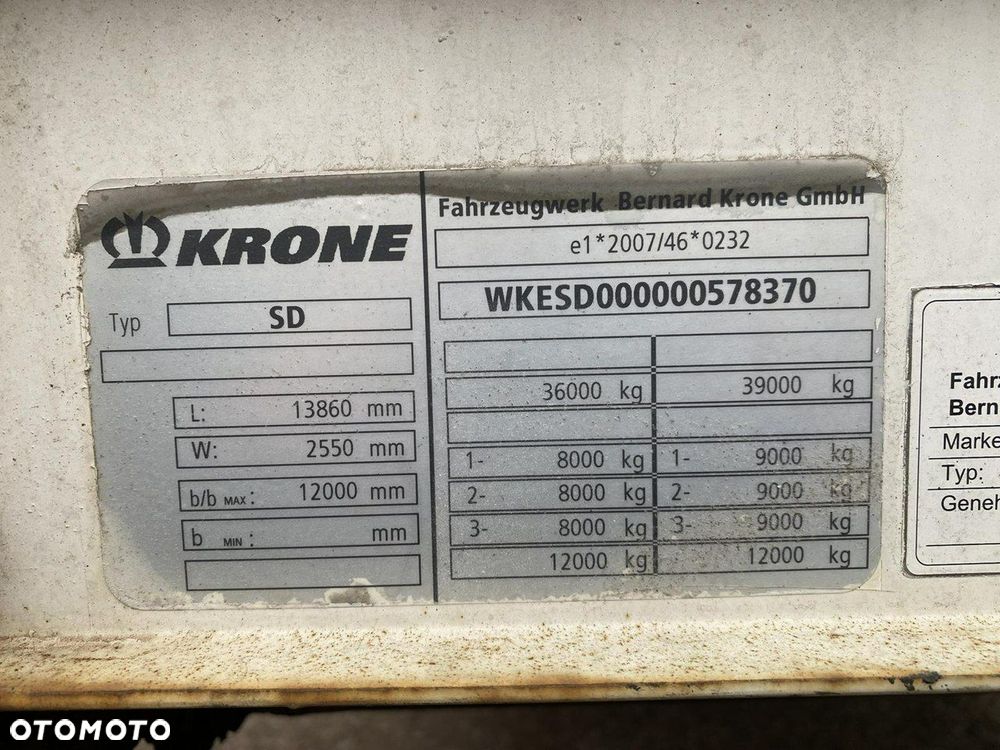 KRONE
Typ SD
L: 13860 mm
W: 2550 mm
b/b MAX: 12000 mm
b MIN: mm
Fahrzeugwerk Bernard Krone GmbH
e1*2007/46*0232
WKESD000000578370
36000 kg 39000 kg
1- 8000 kg 1- 9000 kg
2- 8000 kg 2- 9000 kg
3- 8000 kg 3- 9000 kg
12000 kg 12000 kg
Fahrz
Bern
Marke
Typ:
Geneh
OTOMOTO